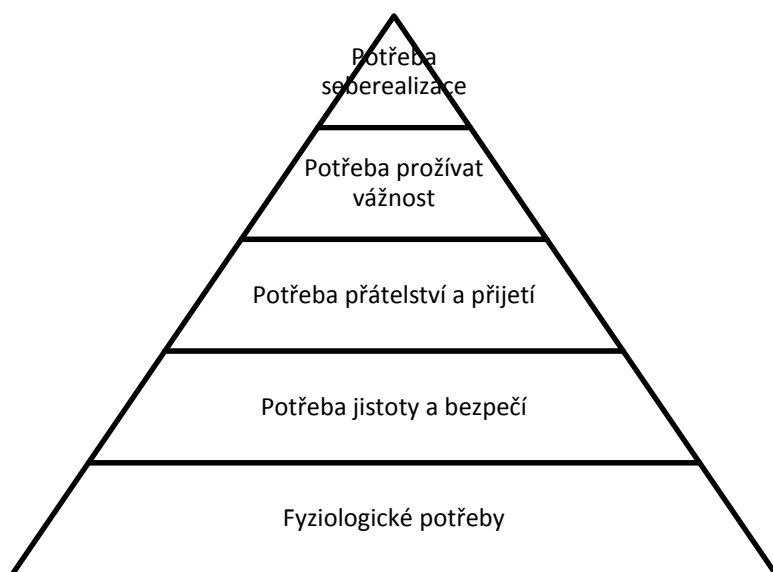 Potřeba
seberealizace
Potřeba prožívat
vážnost
Potřeba přátelství a přijetí
Potřeba jistoty a bezpečí
Fyziologické potřeby